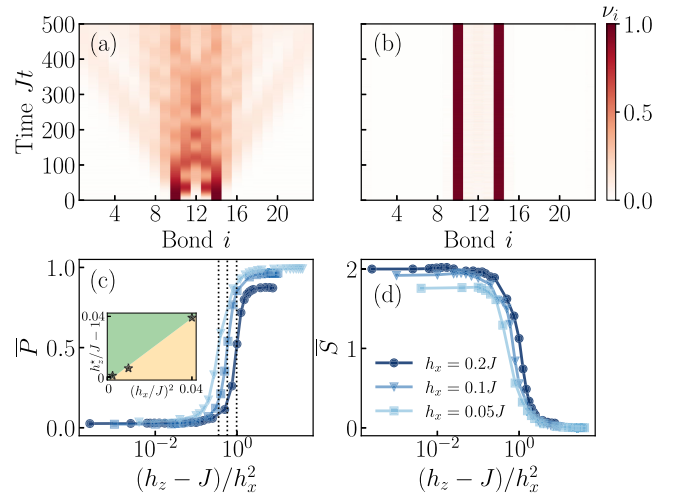 ν_i
500
400
300
200
100
0
Time Jt
(a)
(b)
1.0
0.5
0.0
4 8 12 16 20
4 8 12 16 20
Bond i
Bond i
1.0
0.5
0.0
P̅
(c)
0.04
0
h_z^*/J − 1
0 0.04
(h_x/J)^2
10^{-2} 10^0
(h_z − J)/h_x^2
2
1
0
S̅
(d)
h_x = 0.2J
h_x = 0.1J
h_x = 0.05J
10^{-2} 10^0
(h_z − J)/h_x^2